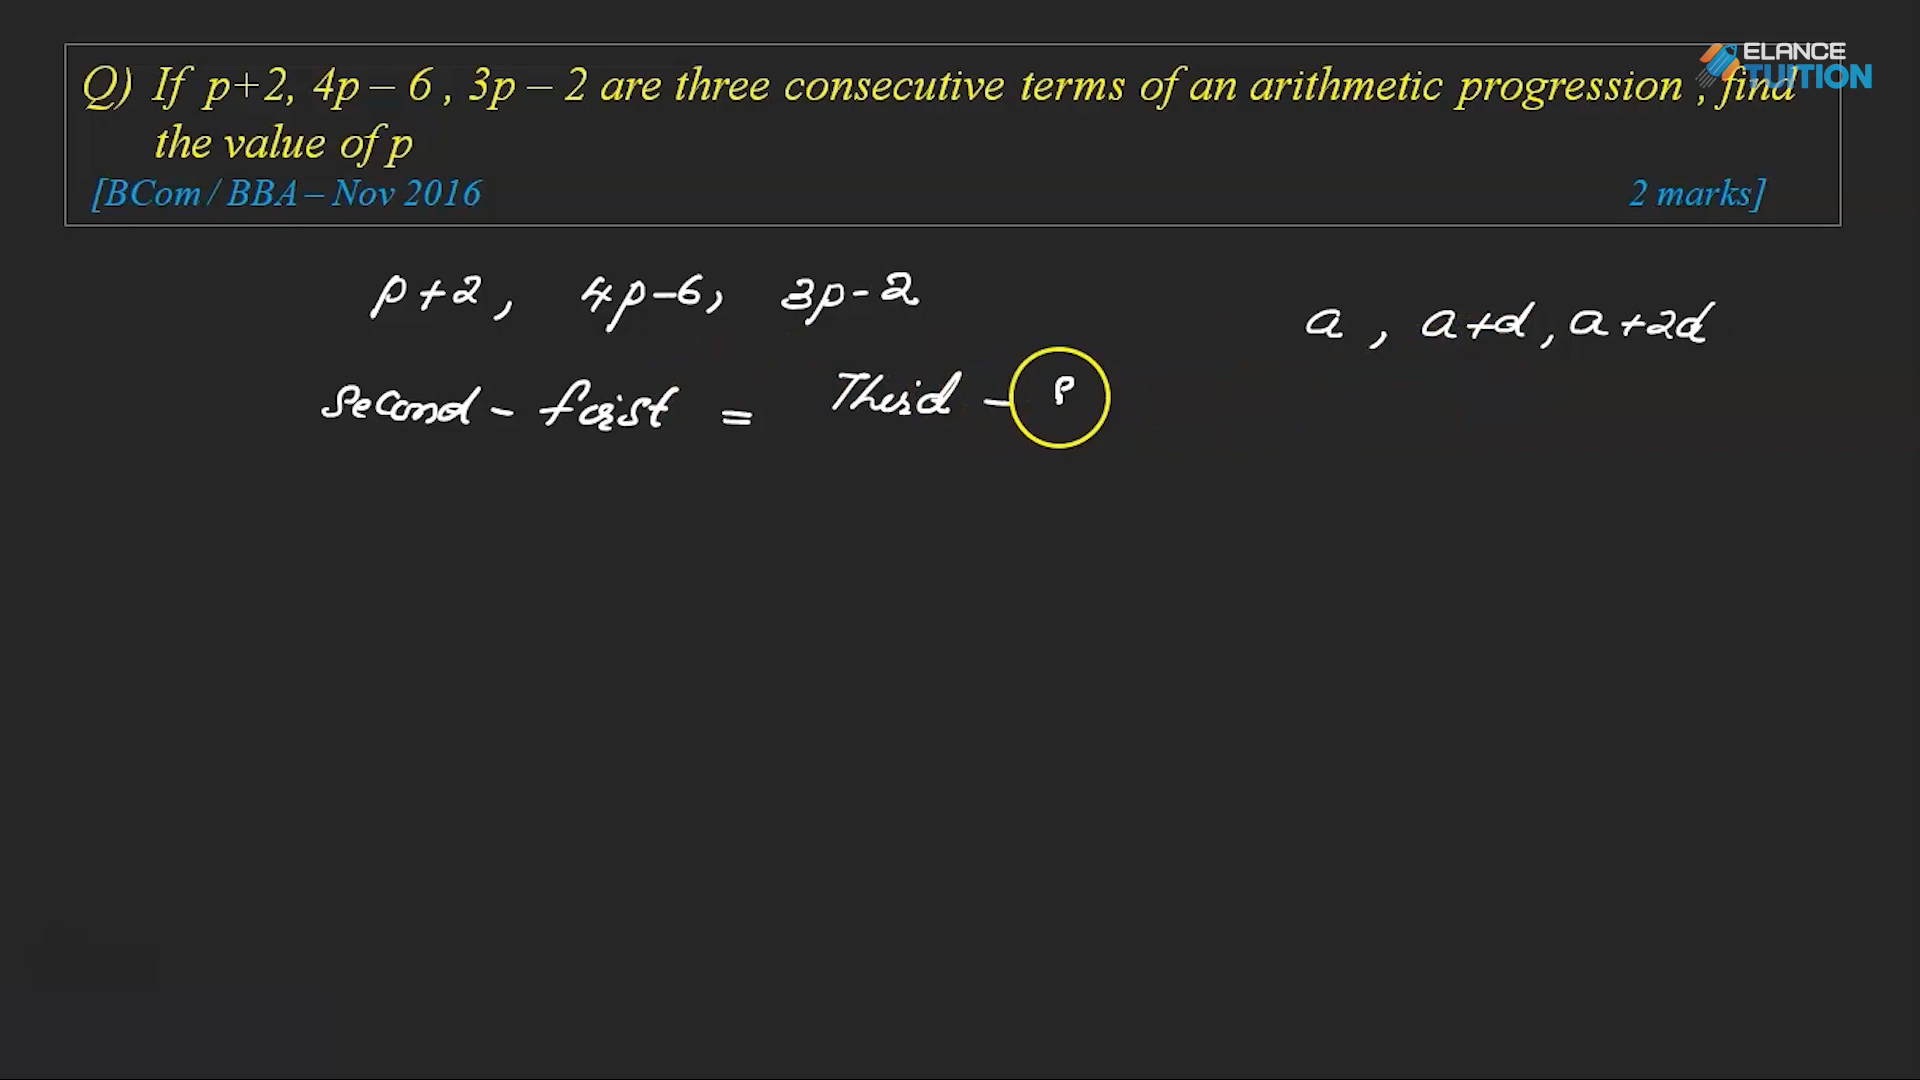 ELANCE
TUITION
Q) If p+2, 4p – 6 , 3p – 2 are three consecutive terms of an arithmetic progression , find
the value of p
[BCom / BBA – Nov 2016 2 marks]
p+2, 4p-6, 3p-2
a, a+d, a+2d
Second - first = Third -